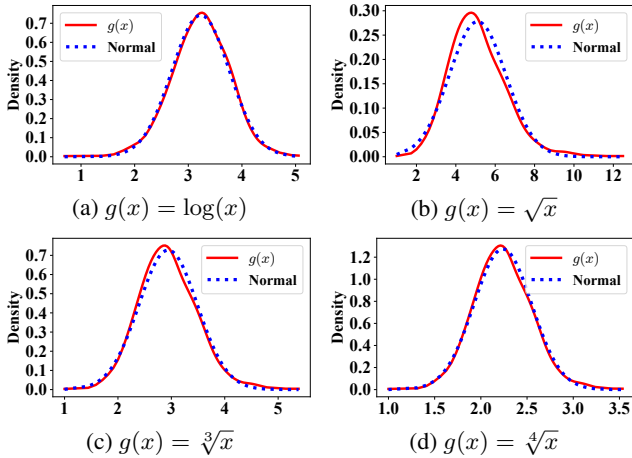 0.7
0.6
0.5
0.4
0.3
0.2
0.1
0.0
Density
g(x)
Normal
1 2 3 4 5
(a) g(x) = log(x)
0.30
0.25
0.20
0.15
0.10
0.05
0.00
Density
g(x)
Normal
2 4 6 8 10 12
(b) g(x) = √x
0.7
0.6
0.5
0.4
0.3
0.2
0.1
0.0
Density
g(x)
Normal
1 2 3 4 5
(c) g(x) = ∛x
1.2
1.0
0.8
0.6
0.4
0.2
0.0
Density
g(x)
Normal
1.0 1.5 2.0 2.5 3.0 3.5
(d) g(x) = ∜x